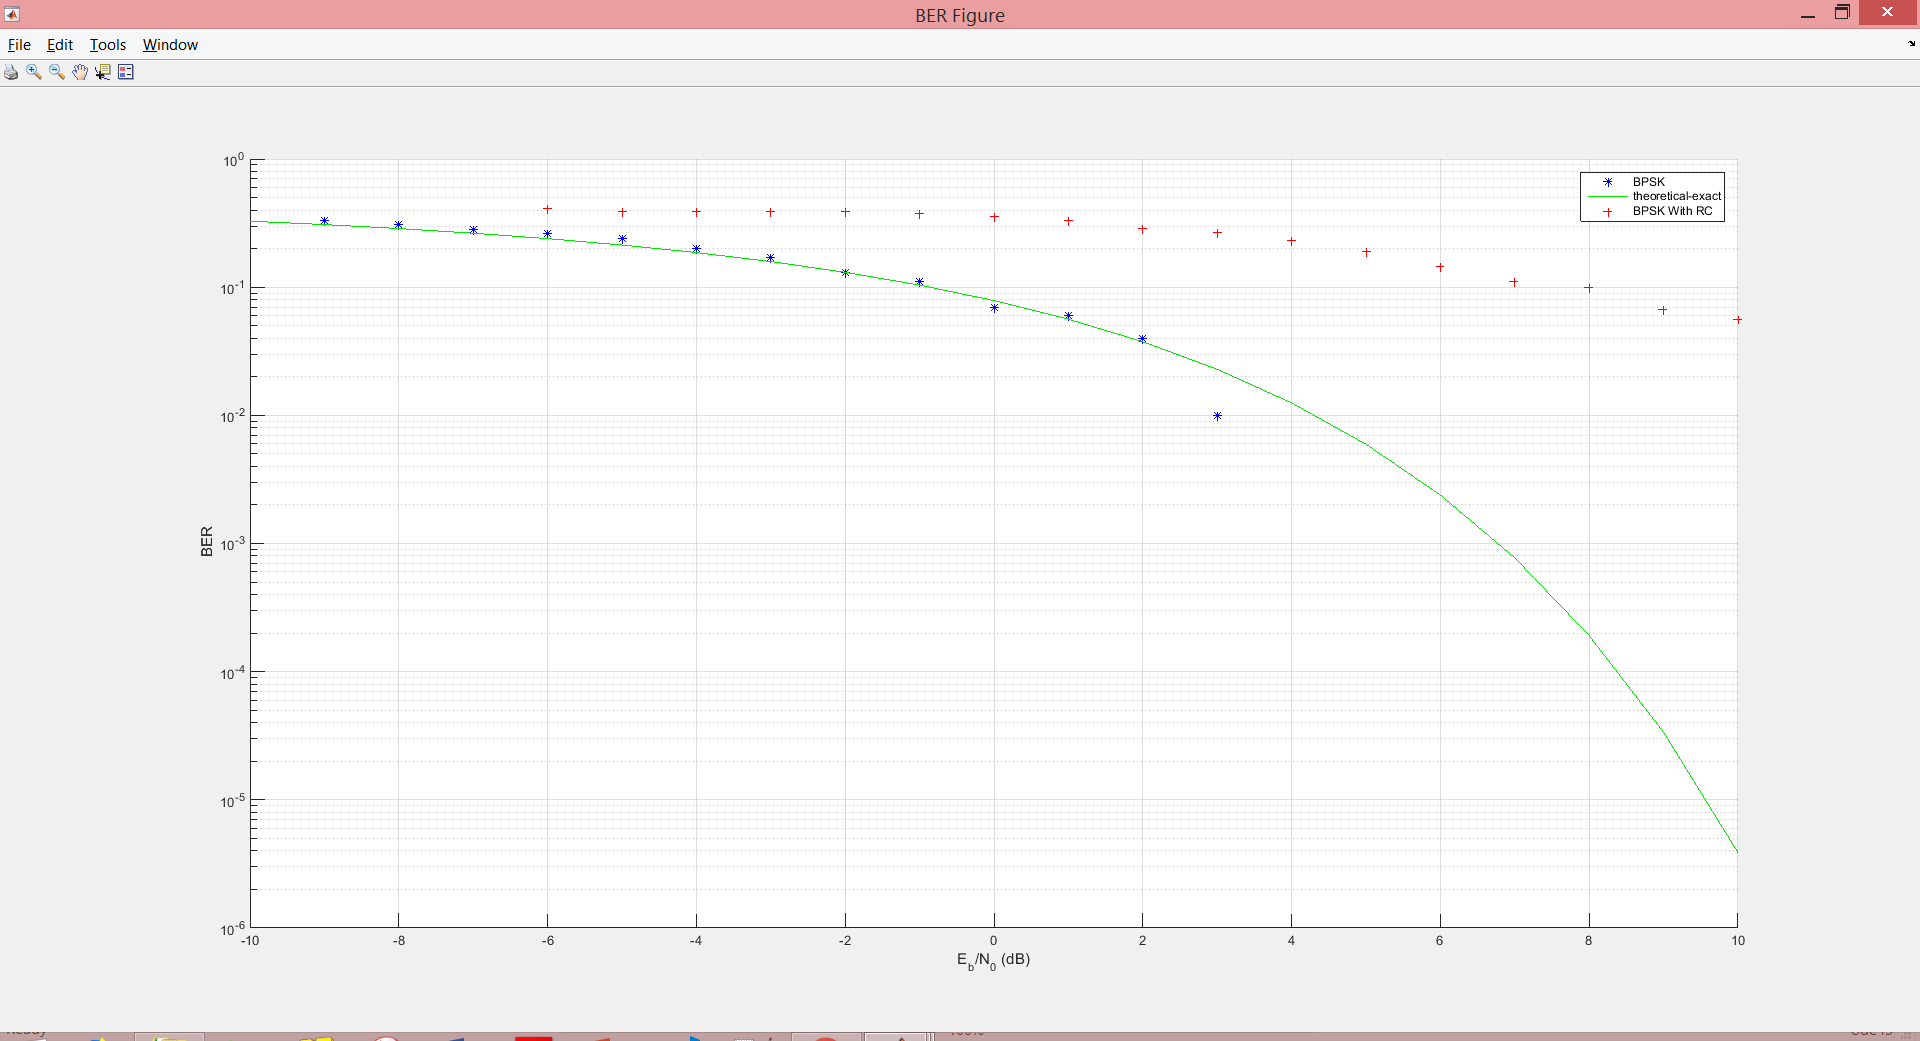 BER Figure
File Edit Tools Window
BPSK
theoretical-exact
BPSK With RC
10^0
10^-1
10^-2
10^-3
10^-4
10^-5
10^-6
BER
-10 -8 -6 -4 -2 0 2 4 6 8 10
E_b/N_0 (dB)